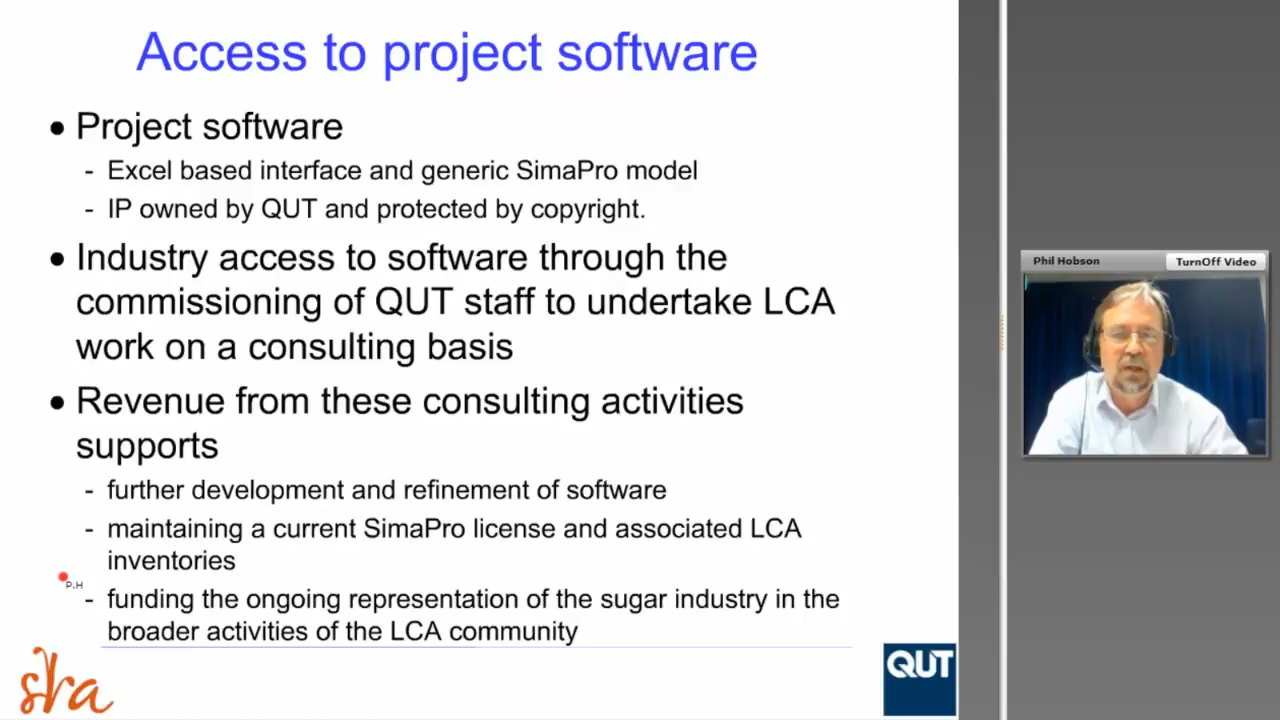 Access to project software
• Project software
- Excel based interface and generic SimaPro model
- IP owned by QUT and protected by copyright.
• Industry access to software through the
commissioning of QUT staff to undertake LCA
work on a consulting basis
• Revenue from these consulting activities
supports
- further development and refinement of software
- maintaining a current SimaPro license and associated LCA
inventories
P.H
- funding the ongoing representation of the sugar industry in the
broader activities of the LCA community
sra
QUT
Phil Hobson
TurnOff Video